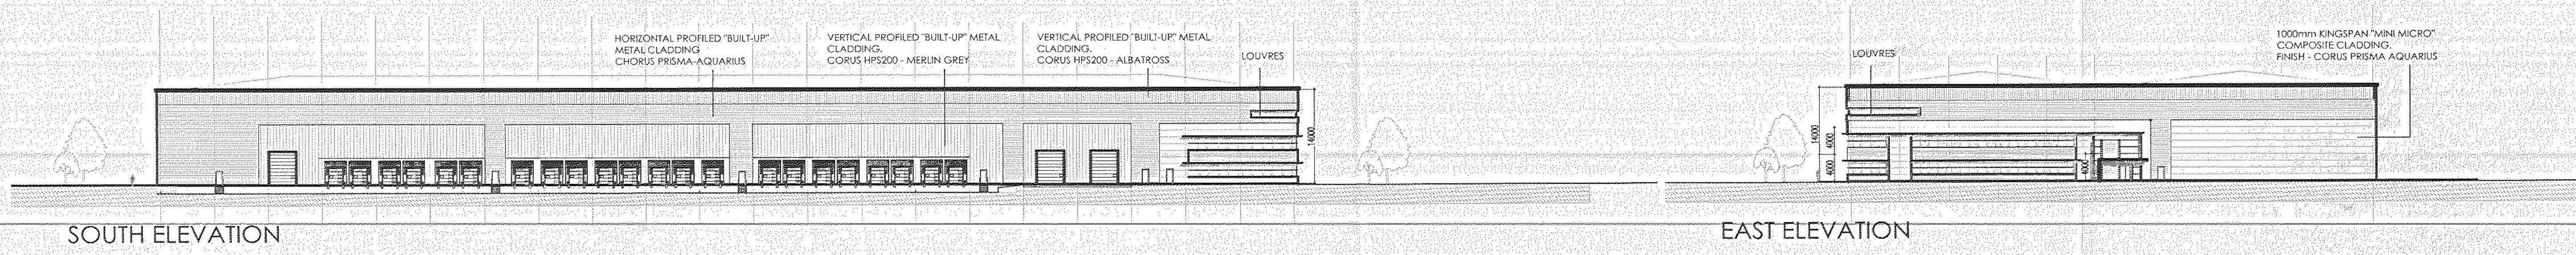 HORIZONTAL PROFILED "BUILT-UP"
METAL CLADDING
CHORUS PRISMA-AQUARIUS
VERTICAL PROFILED "BUILT-UP" METAL
CLADDING.
CORUS HPS200 - MERLIN GREY
VERTICAL PROFILED "BUILT-UP" METAL
CLADDING.
CORUS HPS200 - ALBATROSS
LOUVRES
14000
SOUTH ELEVATION
LOUVRES
1000mm KINGSPAN "MINI MICRO"
COMPOSITE CLADDING.
FINISH - CORUS PRISMA AQUARIUS
14000
4000
4000
4000
EAST ELEVATION